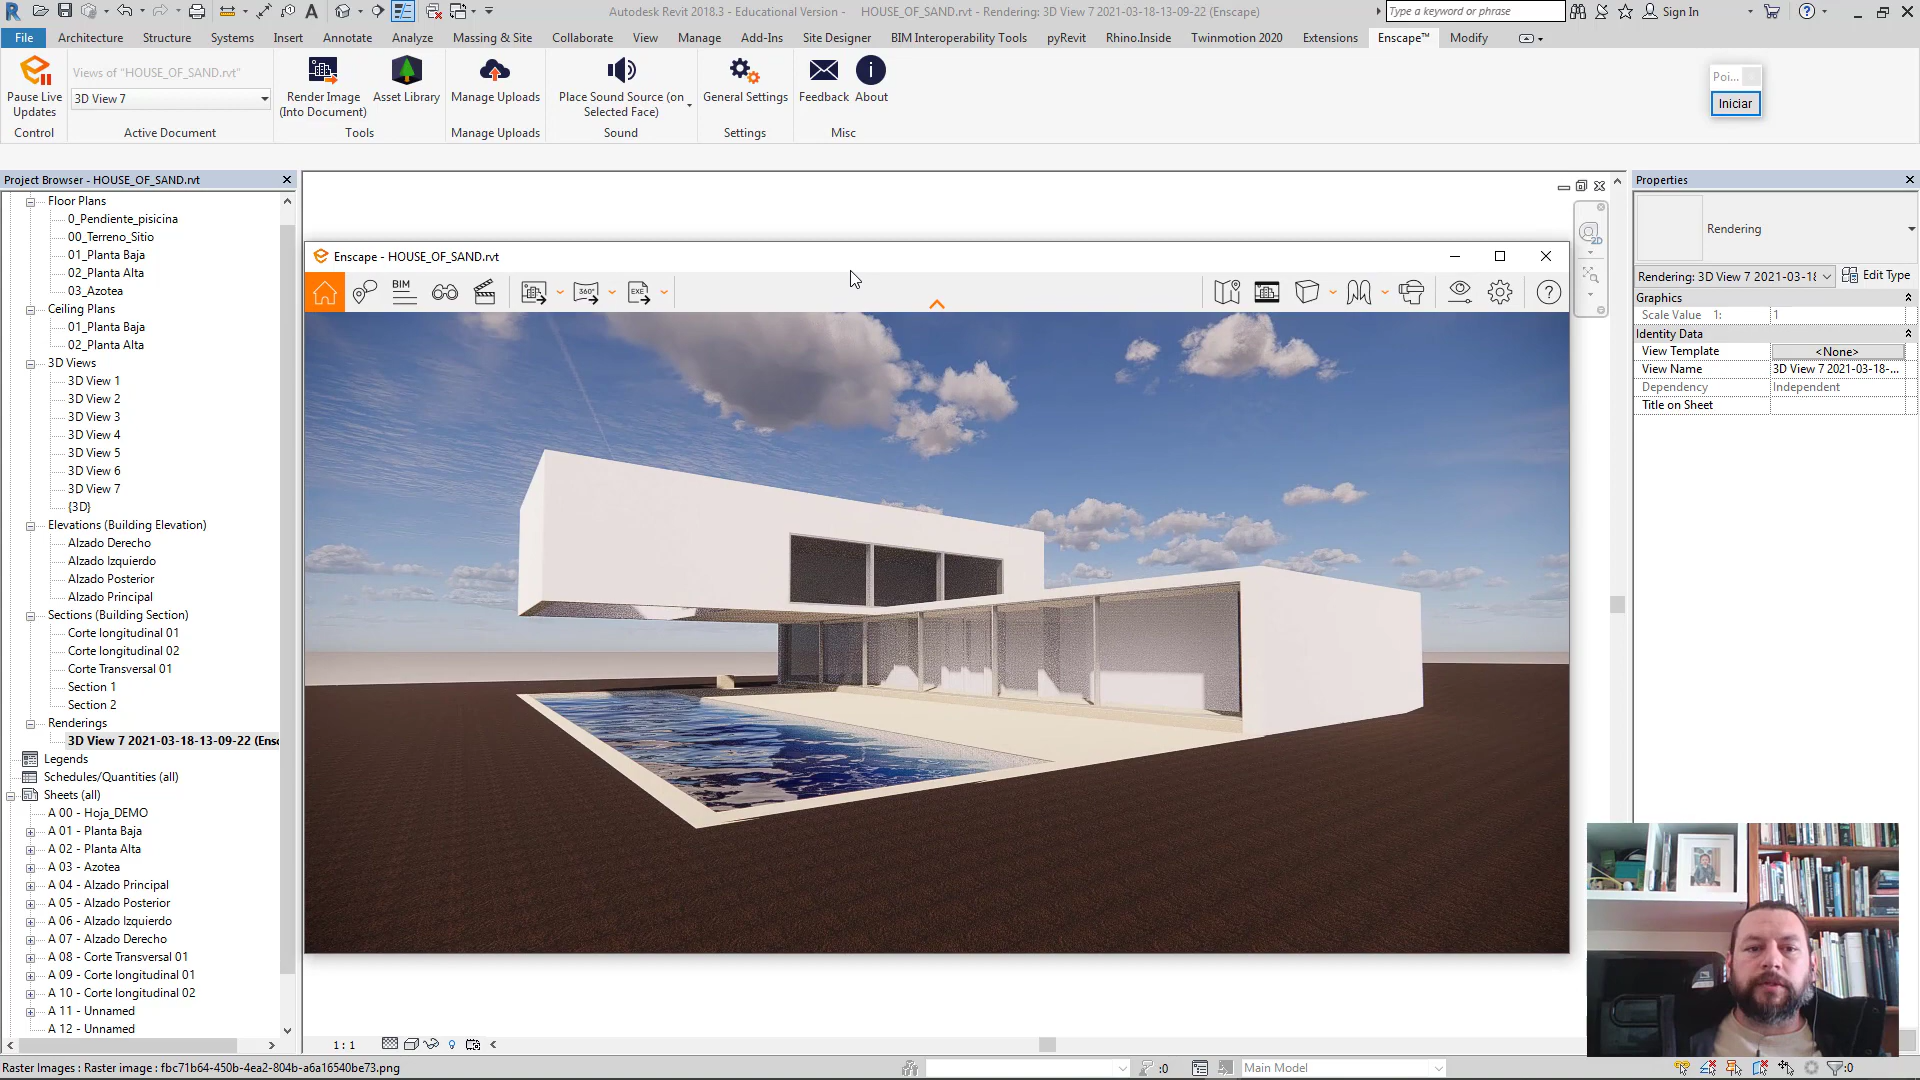 Autodesk Revit 2018.3 - Educational Version - HOUSE_OF_SAND.rvt - Rendering: 3D View 7 2021-03-18-13-09-22 (Enscape)
Type a keyword or phrase
Sign In
File Architecture Structure Systems Insert Annotate Analyze Massing & Site Collaborate View Manage Add-Ins Site Designer BIM Interoperability Tools pyRevit Rhino.Inside Twinmotion 2020 Extensions Enscape™ Modify
Pause Live
Updates
Control
Views of "HOUSE_OF_SAND.rvt"
3D View 7
Active Document
Render Image
(Into Document)
Asset Library
Tools
Manage Uploads
Manage Uploads
Place Sound Source (on
Selected Face)
Sound
General Settings
Settings
Feedback
About
Misc
Poi...
Iniciar
Project Browser - HOUSE_OF_SAND.rvt
Floor Plans
0_Pendiente_pisicina
00_Terreno_Sitio
01_Planta Baja
02_Planta Alta
03_Azotea
Ceiling Plans
01_Planta Baja
02_Planta Alta
3D Views
3D View 1
3D View 2
3D View 3
3D View 4
3D View 5
3D View 6
3D View 7
{3D}
Elevations (Building Elevation)
Alzado Derecho
Alzado Izquierdo
Alzado Posterior
Alzado Principal
Sections (Building Section)
Corte longitudinal 01
Corte longitudinal 02
Corte Transversal 01
Section 1
Section 2
Renderings
3D View 7 2021-03-18-13-09-22 (Ensc
Legends
Schedules/Quantities (all)
Sheets (all)
A 00 - Hoja_DEMO
A 01 - Planta Baja
A 02 - Planta Alta
A 03 - Azotea
A 04 - Alzado Principal
A 05 - Alzado Posterior
A 06 - Alzado Izquierdo
A 07 - Alzado Derecho
A 08 - Corte Transversal 01
A 09 - Corte longitudinal 01
A 10 - Corte longitudinal 02
A 11 - Unnamed
A 12 - Unnamed
Enscape - HOUSE_OF_SAND.rvt
BIM
360°
EXE
2D
Properties
Rendering
Rendering: 3D View 7 2021-03-18
Edit Type
Graphics
Scale Value 1: 1
Identity Data
View Template <None>
View Name 3D View 7 2021-03-18-...
Dependency Independent
Title on Sheet
1 : 1
Raster Images : Raster image : fbc71b64-450b-4ea2-804b-a6a16540be73.png
:0
Main Model
:0